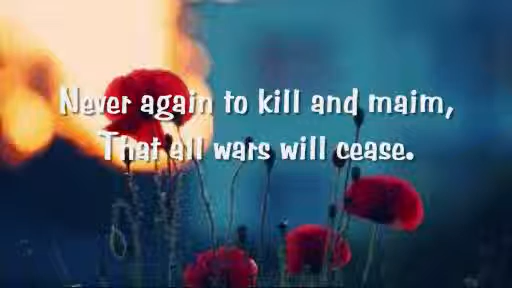 Never again to kill and maim,
That all wars will cease.